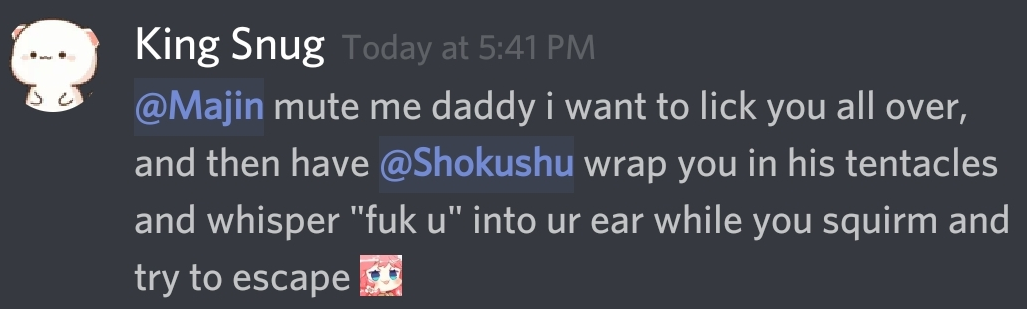 King Snug Today at 5:41 PM
@Majin mute me daddy i want to lick you all over,
and then have @Shokushu wrap you in his tentacles
and whisper "fuk u" into ur ear while you squirm and
try to escape